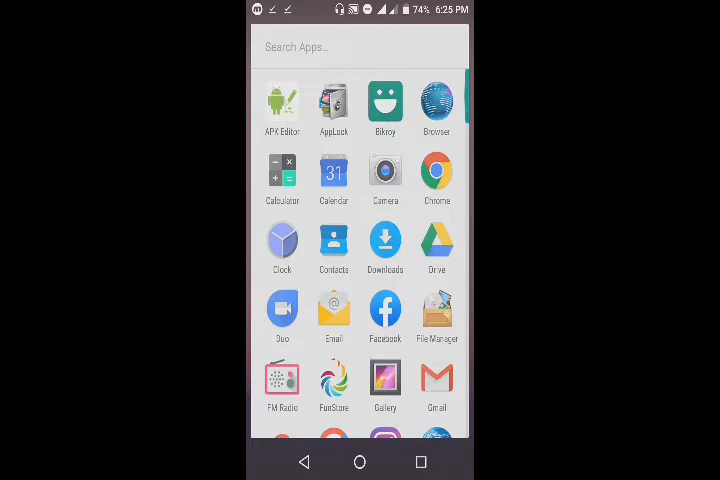 74% 6:25 PM
Search Apps...
APK Editor AppLock Bikroy Browser
31
Calculator Calendar Camera Chrome
Clock Contacts Downloads Drive
Duo Email Facebook File Manager
FM Radio FunStore Gallery Gmail